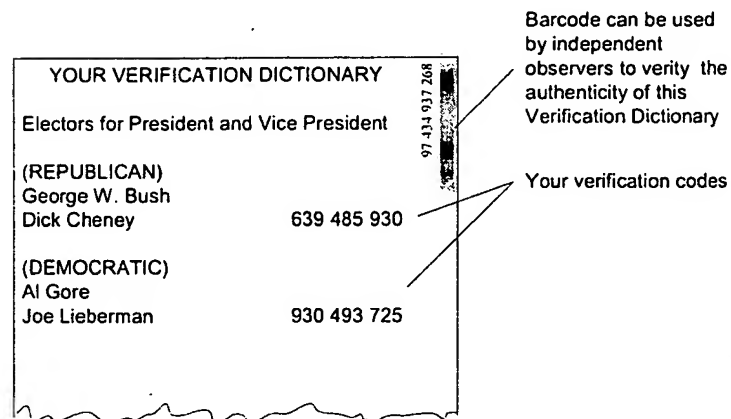 YOUR VERIFICATION DICTIONARY
Electors for President and Vice President
(REPUBLICAN)
George W. Bush
Dick Cheney 639 485 930
(DEMOCRATIC)
Al Gore
Joe Lieberman 930 493 725
97 434 937 268
Barcode can be used
by independent
observers to verity the
authenticity of this
Verification Dictionary
Your verification codes